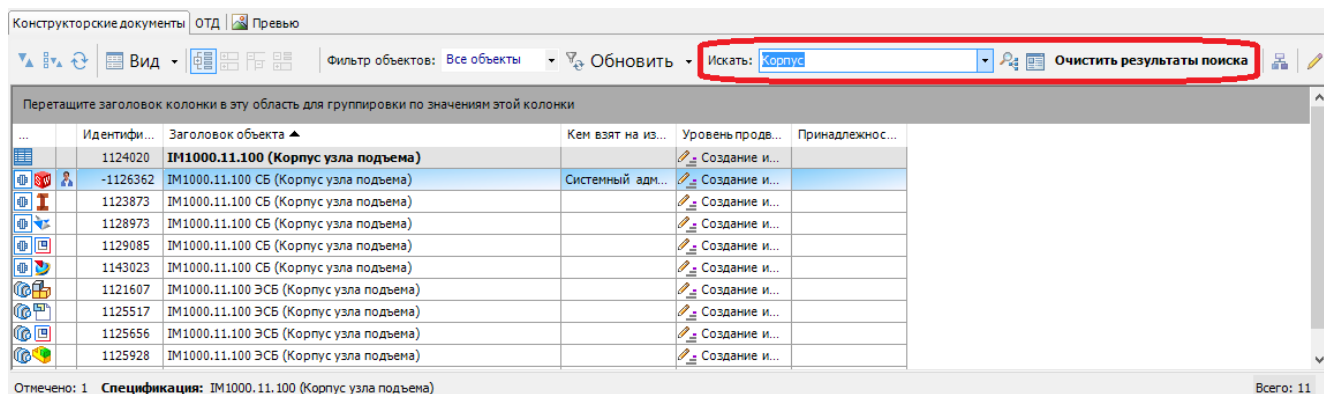 Конструкторские документы ОТД Превью
Вид Фильтр объектов: Все объекты Обновить Искать: Корпус Очистить результаты поиска
Перетащите заголовок колонки в эту область для группировки по значениям этой колонки
... Идентифи... Заголовок объекта Кем взят на из... Уровень продв... Принадлежнос...
1124020 IM1000.11.100 (Корпус узла подъема) Создание и...
-1126362 IM1000.11.100 СБ (Корпус узла подъема) Системный адм... Создание и...
1123873 IM1000.11.100 СБ (Корпус узла подъема) Создание и...
1128973 IM1000.11.100 СБ (Корпус узла подъема) Создание и...
1129085 IM1000.11.100 СБ (Корпус узла подъема) Создание и...
1143023 IM1000.11.100 СБ (Корпус узла подъема) Создание и...
1121607 IM1000.11.100 ЭСБ (Корпус узла подъема) Создание и...
1125517 IM1000.11.100 ЭСБ (Корпус узла подъема) Создание и...
1125656 IM1000.11.100 ЭСБ (Корпус узла подъема) Создание и...
1125928 IM1000.11.100 ЭСБ (Корпус узла подъема) Создание и...
Отмечено: 1 Спецификация: IM1000.11.100 (Корпус узла подъема) Всего: 11